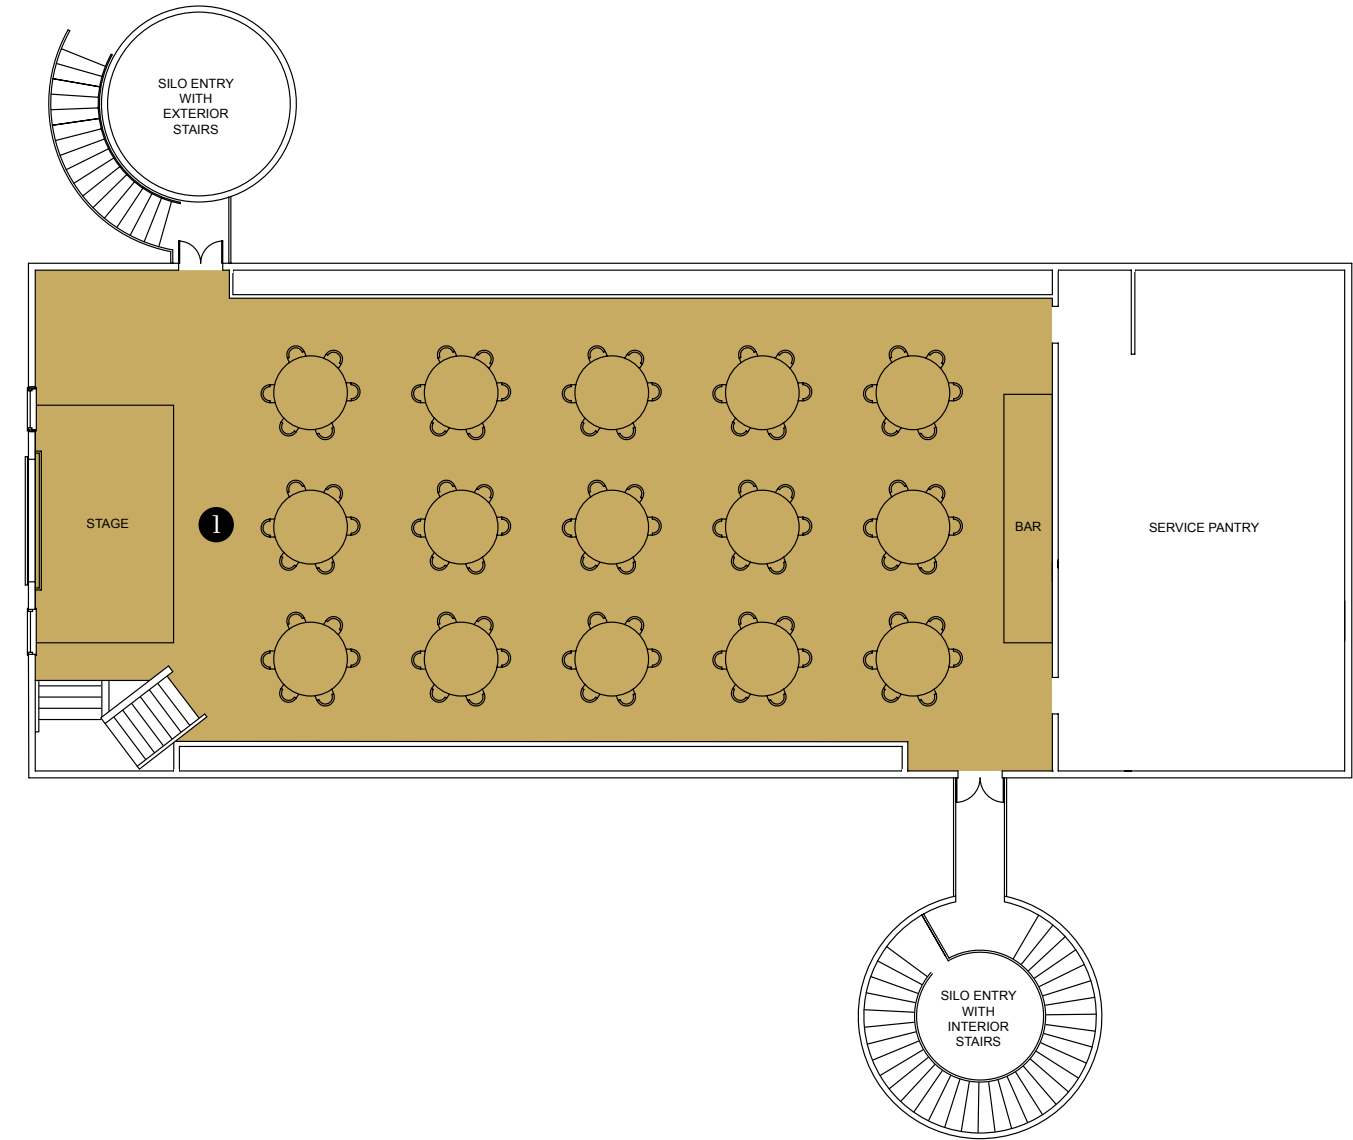 SILO ENTRY
WITH
EXTERIOR
STAIRS
STAGE
1
BAR
SERVICE PANTRY
SILO ENTRY
WITH
INTERIOR
STAIRS